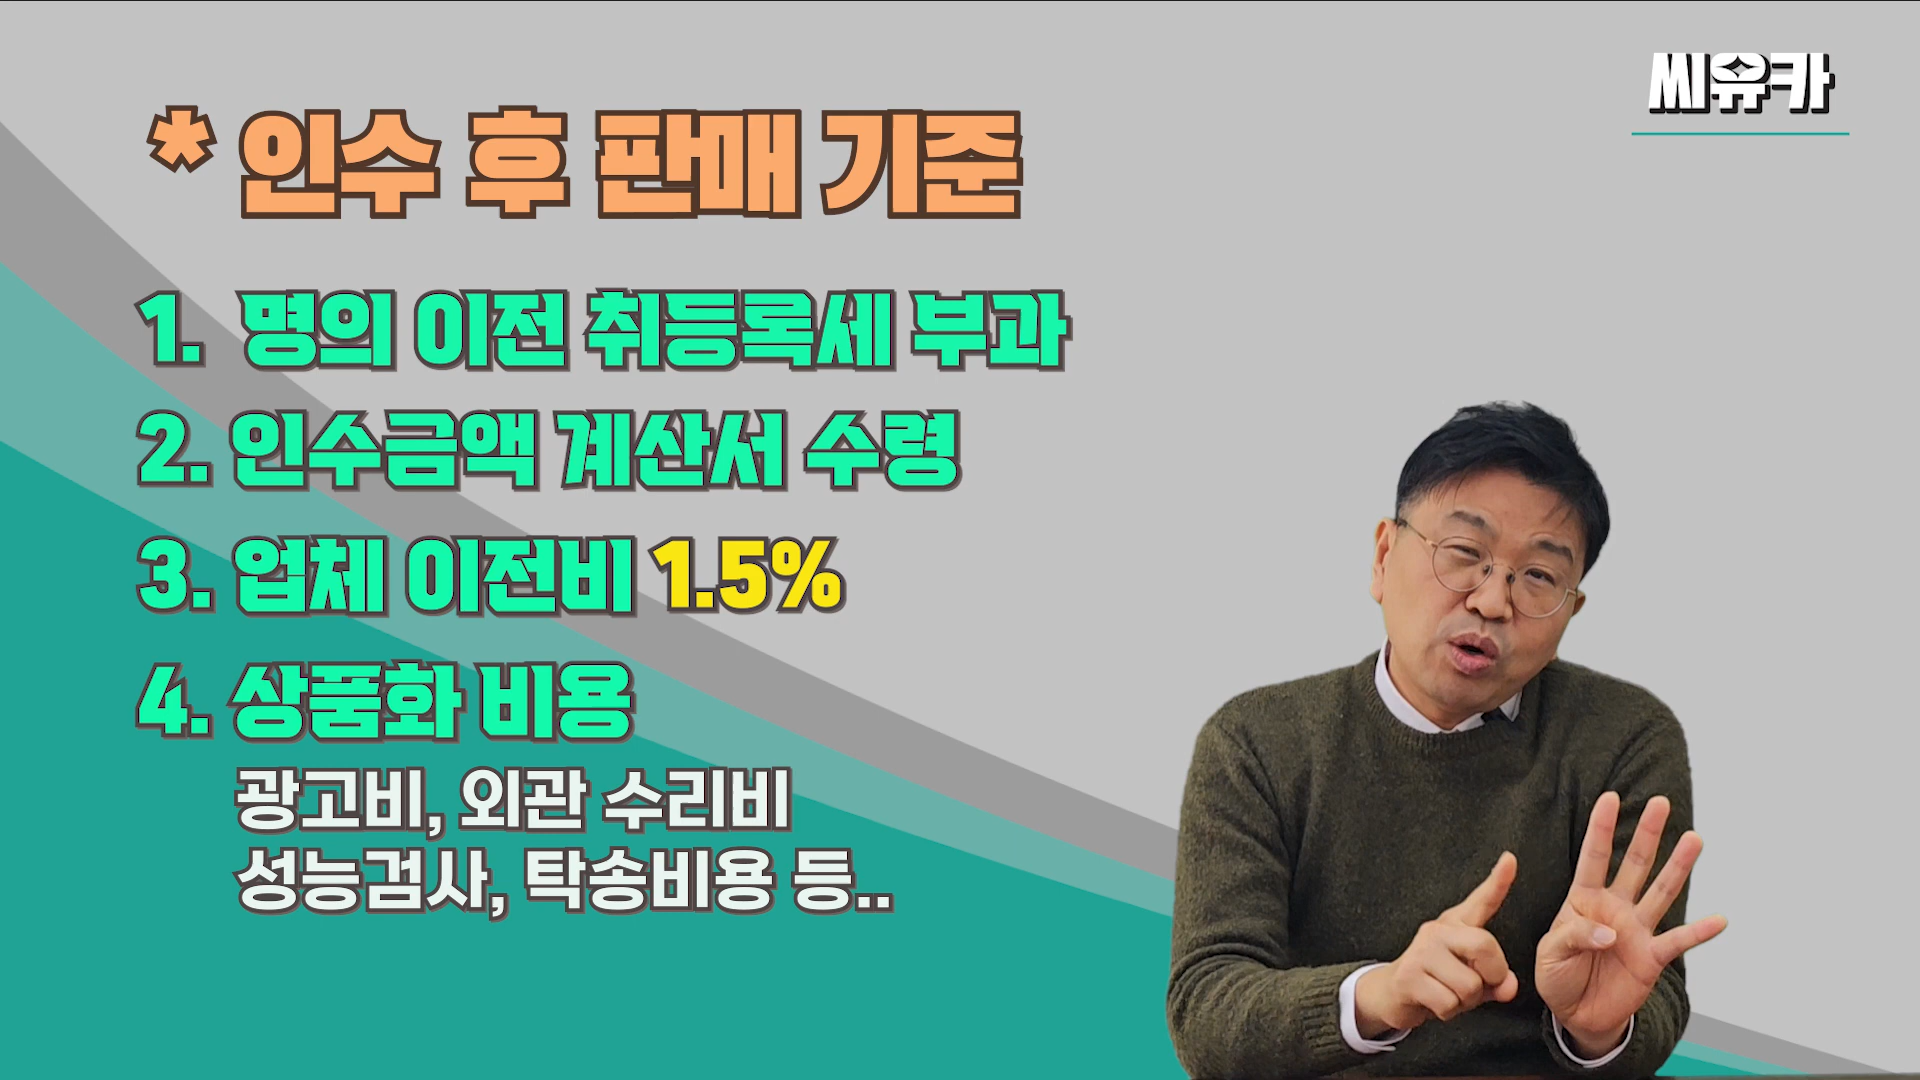 씨유카
* 인수 후 판매 기준
1. 명의 이전 취등록세 부과
2. 인수금액 계산서 수령
3. 업체 이전비 1.5%
4. 상품화 비용
광고비, 외관 수리비
성능검사, 탁송비용 등..